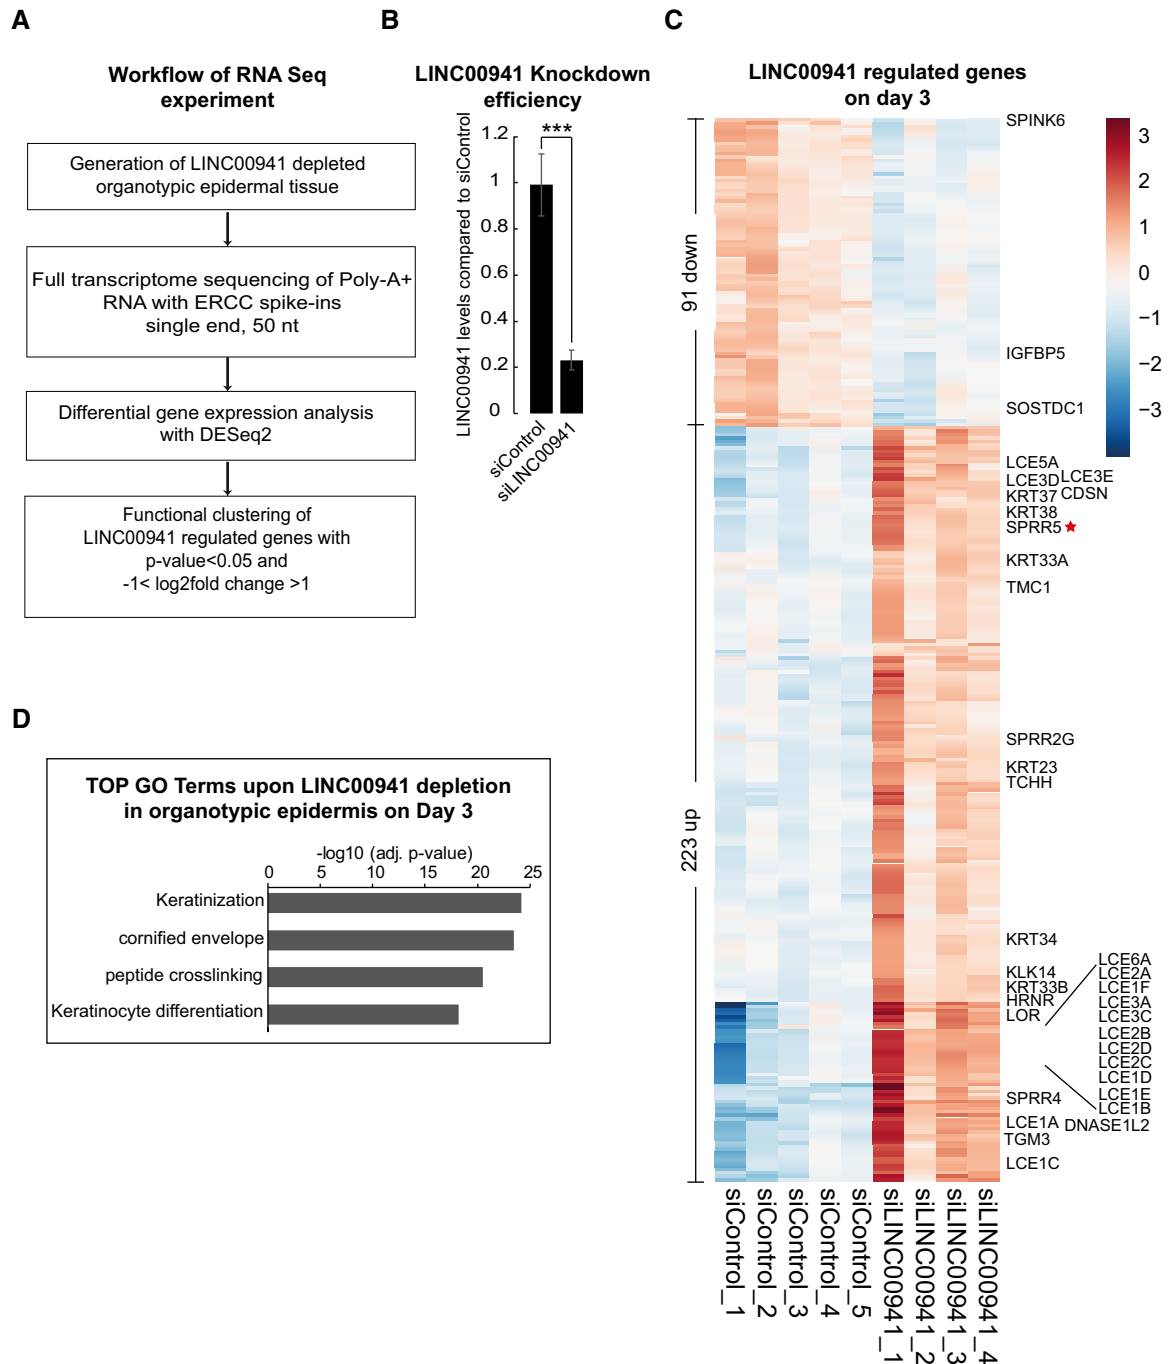 A
Workflow of RNA Seq
experiment
Generation of LINC00941 depleted
organotypic epidermal tissue
Full transcriptome sequencing of Poly-A+
RNA with ERCC spike-ins
single end, 50 nt
Differential gene expression analysis
with DESeq2
Functional clustering of
LINC00941 regulated genes with
p-value<0.05 and
-1< log2fold change >1
B
LINC00941 Knockdown
efficiency
LINC00941 levels compared to siControl
1.2
1
0.8
0.6
0.4
0.2
0
***
siControl
siLINC00941
C
LINC00941 regulated genes
on day 3
91 down
223 up
SPINK6
IGFBP5
SOSTDC1
LCE5A
LCE3D LCE3E
KRT37 CDSN
KRT38
SPRR5
KRT33A
TMC1
SPRR2G
KRT23
TCHH
KRT34
KLK14
KRT33B
HRNR
LOR
LCE6A
LCE2A
LCE1F
LCE3A
LCE3C
LCE2B
LCE2D
LCE2C
LCE1D
LCE1E
LCE1B
SPRR4
LCE1A DNASE1L2
TGM3
LCE1C
3
2
1
0
−1
−2
−3
siControl_1
siControl_2
siControl_3
siControl_4
siControl_5
siLINC00941_1
siLINC00941_2
siLINC00941_3
siLINC00941_4
D
TOP GO Terms upon LINC00941 depletion
in organotypic epidermis on Day 3
-log10 (adj. p-value)
0 5 10 15 20 25
Keratinization
cornified envelope
peptide crosslinking
Keratinocyte differentiation